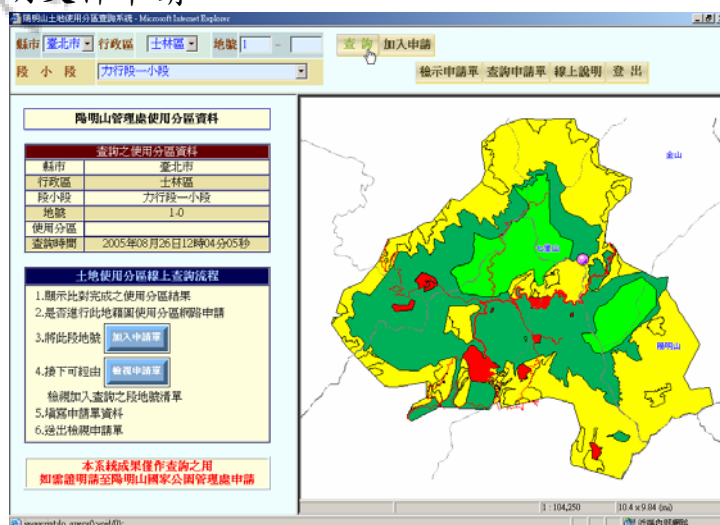 陽明山土地使用分區查詢系統 - Microsoft Internet Explorer
縣市 臺北市 行政區 士林區 地號 1 - 查 詢 加入申請
段 小 段 力行段一小段
檢示申請單 查詢申請單 線上說明 登 出
陽明山管理處使用分區資料
查詢之使用分區資料
縣市 臺北市
行政區 士林區
段小段 力行段一小段
地號 1-0
使用分區
查詢時間 2005年08月26日12時04分05秒
土地使用分區線上查詢流程
1.顯示比對完成之使用分區結果
2.是否進行此地籍圖使用分區網路申請
3.將此段地號 加入申請單
4.接下可經由 檢視申請單
檢視加入查詢之段地號清單
5.填寫申請單資料
6.送出檢視申請單
本系統成果僅作查詢之用
如需證明請至陽明山國家公園管理處申請
金山
七星山
陽明山
1 : 104,250 10.4 x 9.84 (km)